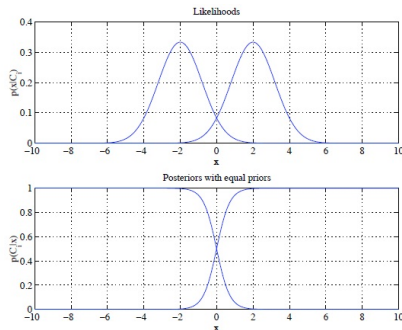 Likelihoods
0.4
0.3
0.2
0.1
0
p(x|C_i)
−10 −8 −6 −4 −2 0 2 4 6 8 10
x
Posteriors with equal priors
1
0.8
0.6
0.4
0.2
0
p(C_i|x)
−10 −8 −6 −4 −2 0 2 4 6 8 10
x